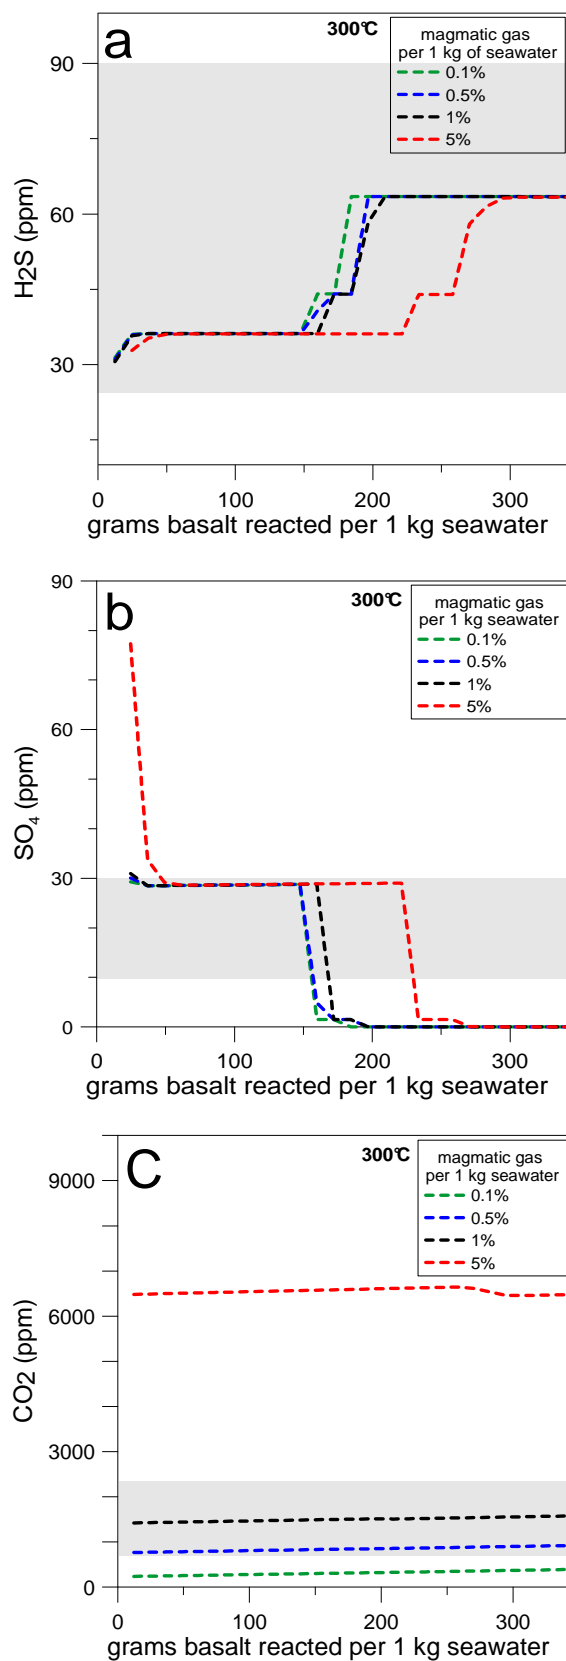 a
300°C
magmatic gas
per 1 kg of seawater
0.1%
0.5%
1%
5%
90
60
30
H2S (ppm)
0 100 200 300
grams basalt reacted per 1 kg seawater
b
300°C
magmatic gas
per 1 kg seawater
0.1%
0.5%
1%
5%
90
60
30
0
SO4 (ppm)
0 100 200 300
grams basalt reacted per 1 kg seawater
C
300°C
magmatic gas
per 1 kg seawater
0.1%
0.5%
1%
5%
9000
6000
3000
0
CO2 (ppm)
0 100 200 300
grams basalt reacted per 1 kg seawater